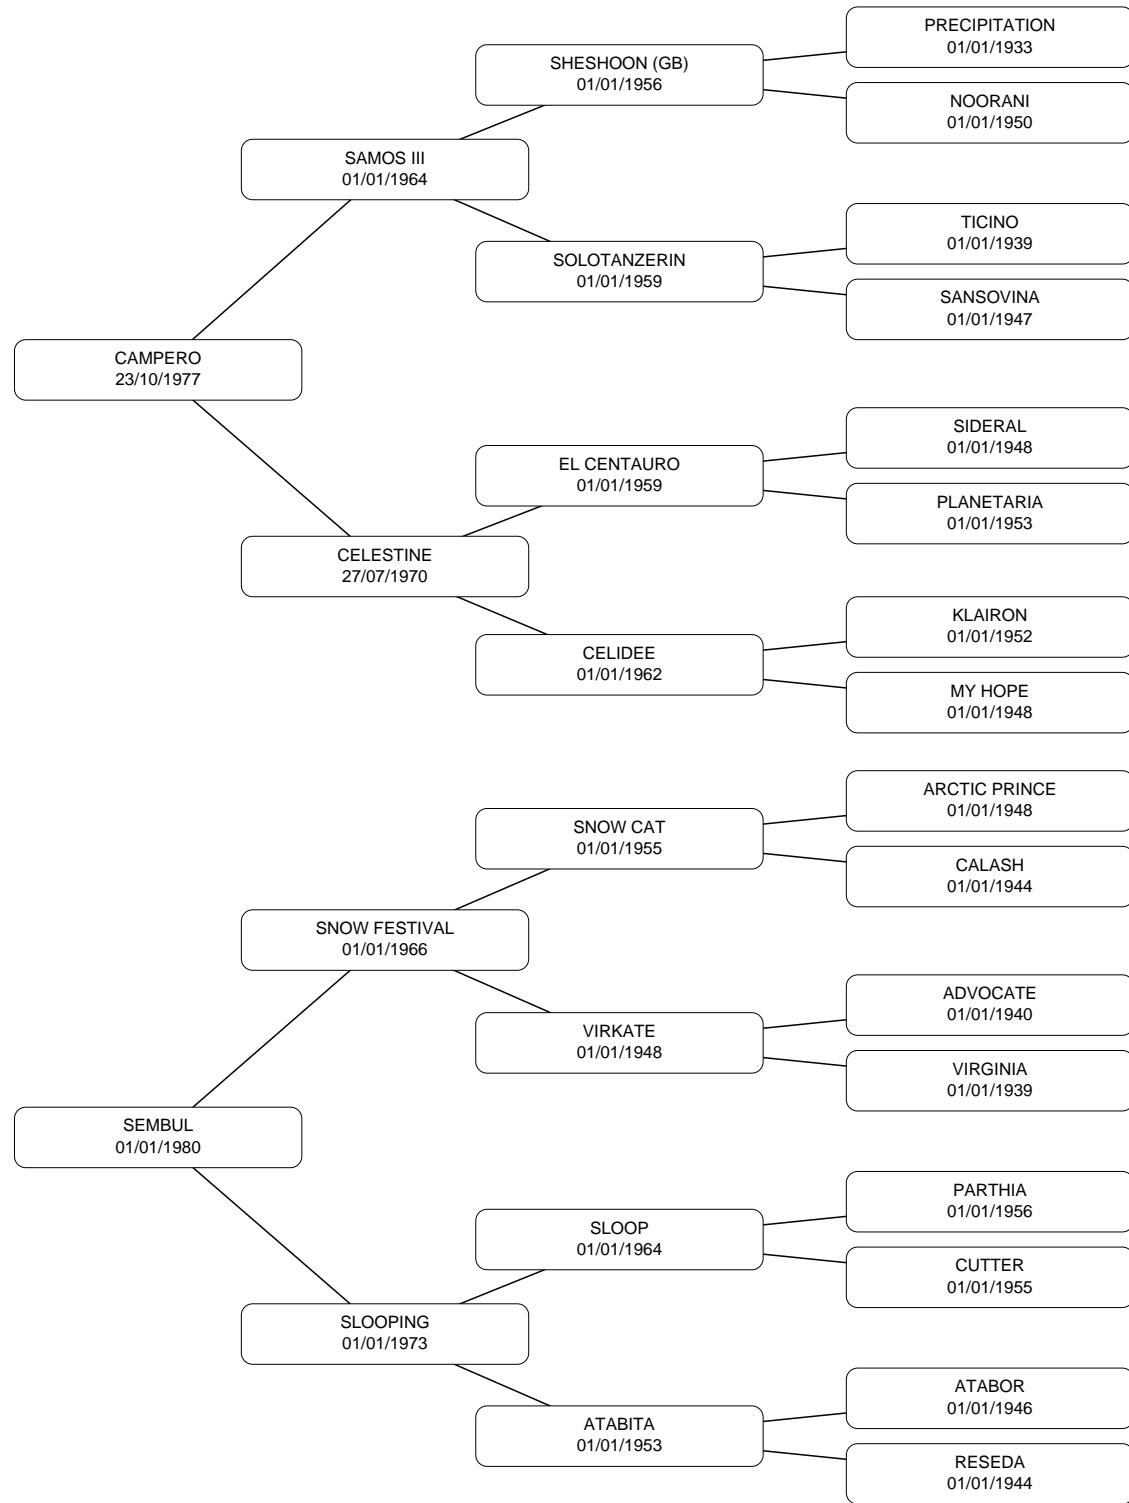 PRECIPITATION
01/01/1933
SHESHOON (GB)
01/01/1956
NOORANI
01/01/1950
SAMOS III
01/01/1964
TICINO
01/01/1939
SOLOTANZERIN
01/01/1959
SANSOVINA
01/01/1947
CAMPERO
23/10/1977
SIDERAL
01/01/1948
EL CENTAURO
01/01/1959
PLANETARIA
01/01/1953
CELESTINE
27/07/1970
KLAIRON
01/01/1952
CELIDEE
01/01/1962
MY HOPE
01/01/1948
ARCTIC PRINCE
01/01/1948
SNOW CAT
01/01/1955
CALASH
01/01/1944
SNOW FESTIVAL
01/01/1966
ADVOCATE
01/01/1940
VIRKATE
01/01/1948
VIRGINIA
01/01/1939
SEMBUL
01/01/1980
PARTHIA
01/01/1956
SLOOP
01/01/1964
CUTTER
01/01/1955
SLOOPING
01/01/1973
ATABOR
01/01/1946
ATABITA
01/01/1953
RESEDA
01/01/1944